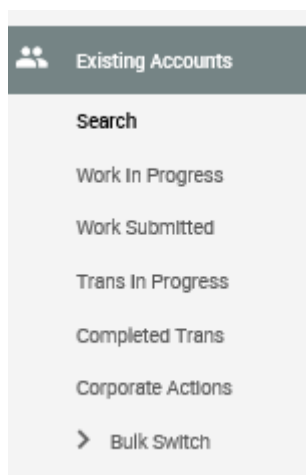 Existing Accounts
Search
Work In Progress
Work Submitted
Trans In Progress
Completed Trans
Corporate Actions
Bulk Switch